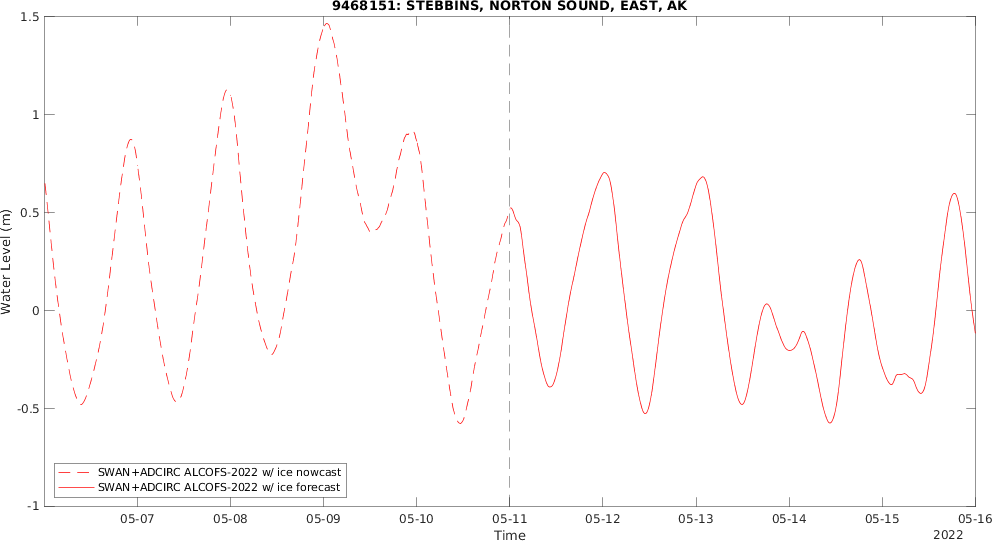 9468151: STEBBINS, NORTON SOUND, EAST, AK
Water Level (m)
1.5
1
0.5
0
-0.5
-1
SWAN+ADCIRC ALCOFS-2022 w/ ice nowcast
SWAN+ADCIRC ALCOFS-2022 w/ ice forecast
05-07 05-08 05-09 05-10 05-11 05-12 05-13 05-14 05-15 05-16
Time
2022